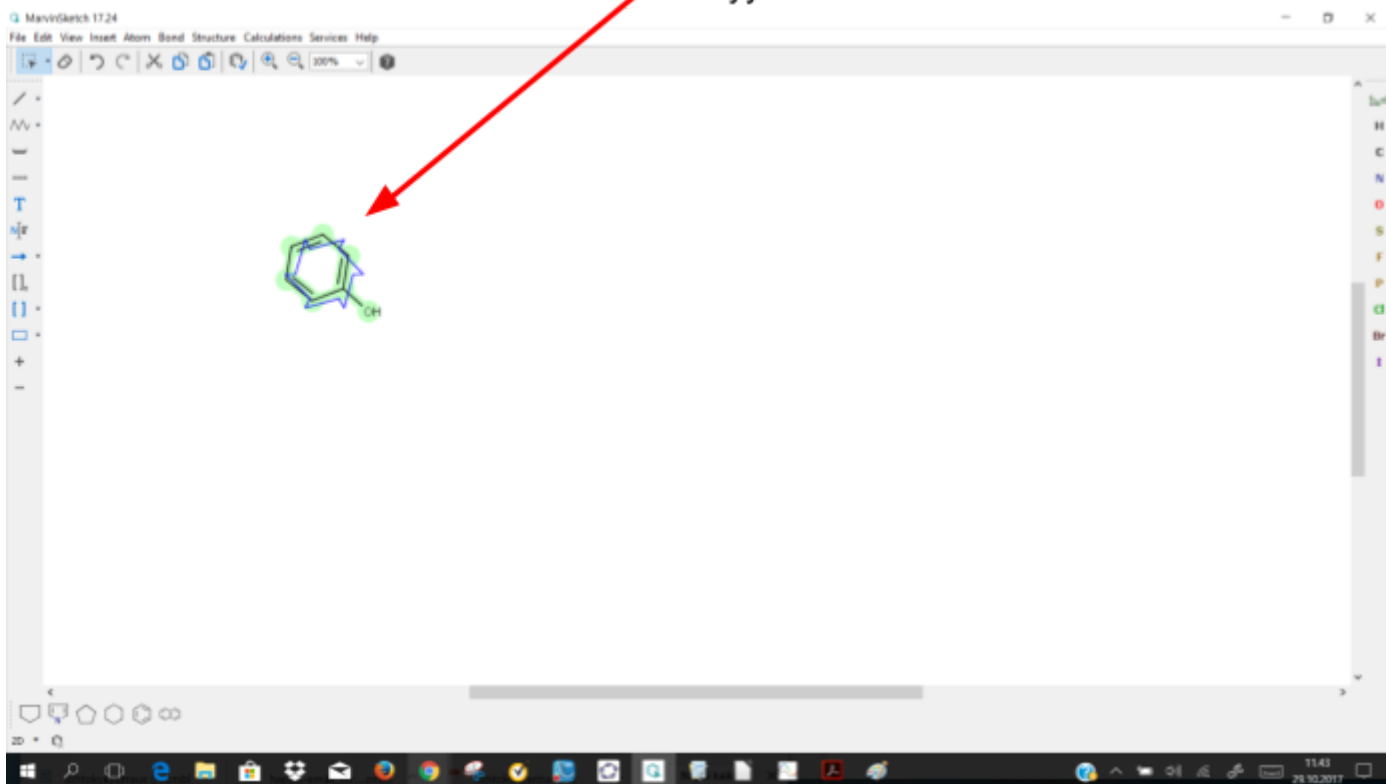 MarvinSketch 17.24
File Edit View Insert Atom Bond Structure Calculations Services Help
100%
H
C
N
O
S
F
P
Cl
Br
I
T
OH
2D
11.43
29.10.2017